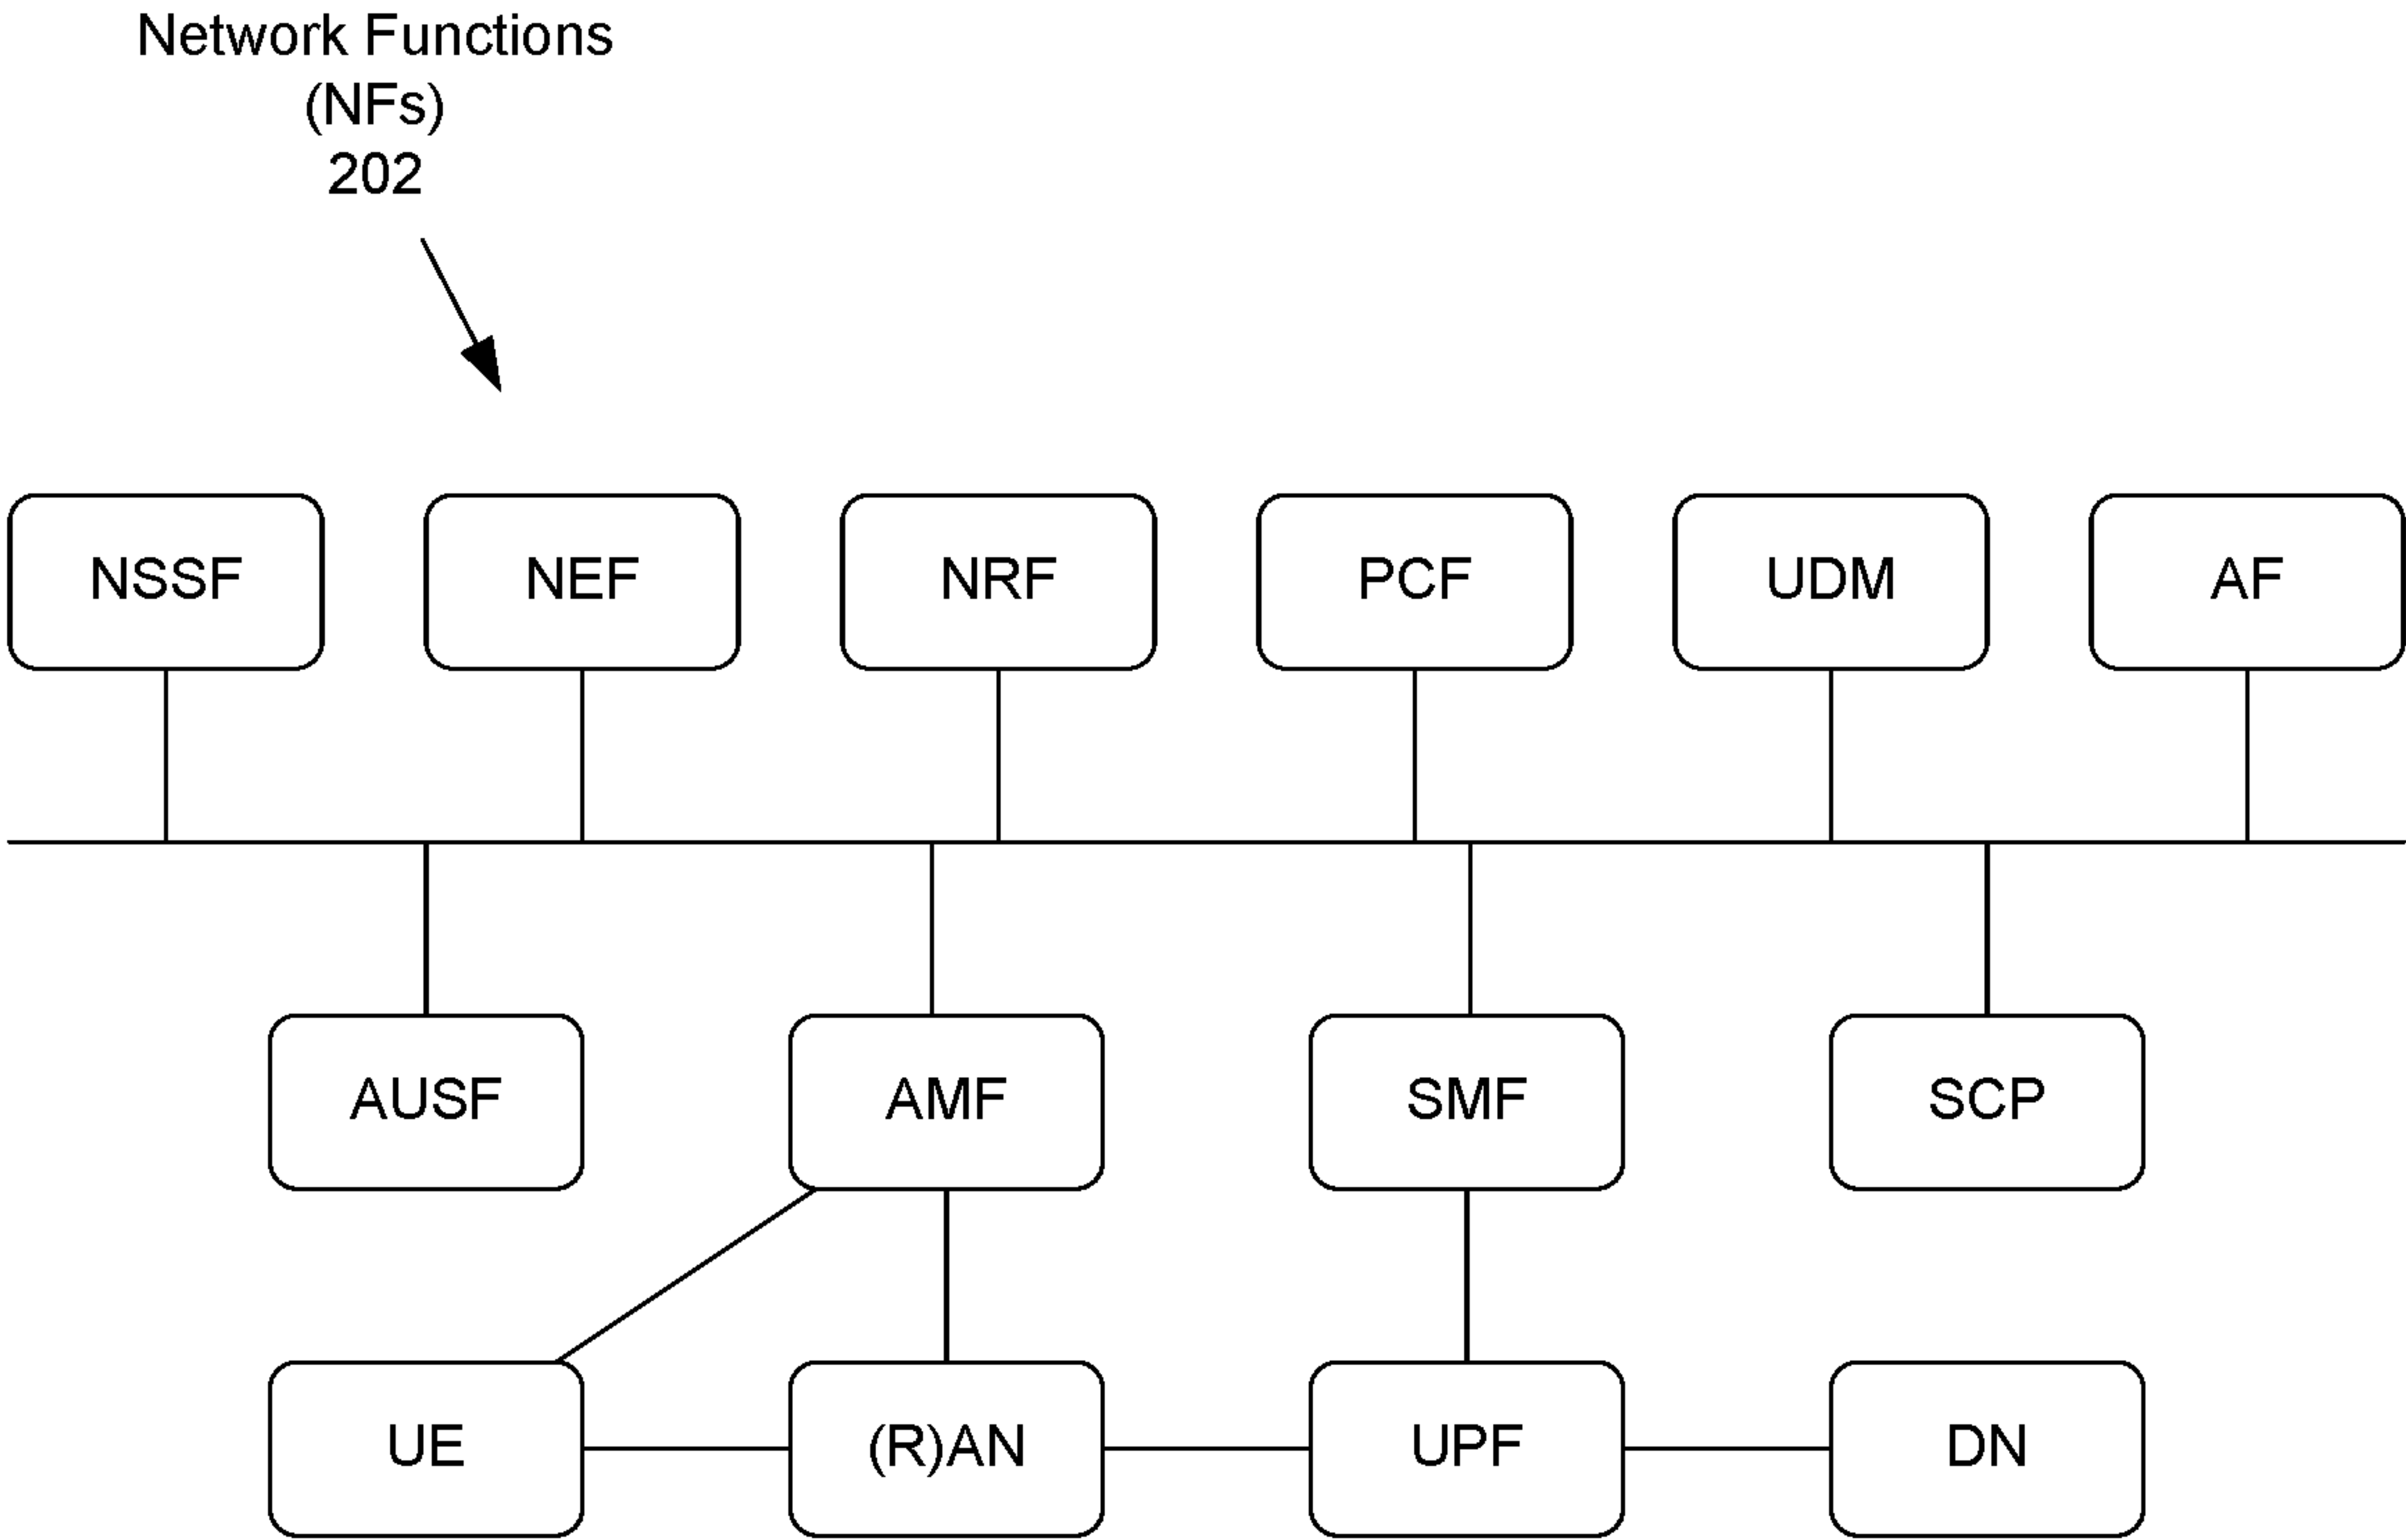 Network Functions
(NFs)
202
NSSF
NEF
NRF
PCF
UDM
AF
AUSF
AMF
SMF
SCP
UE
(R)AN
UPF
DN